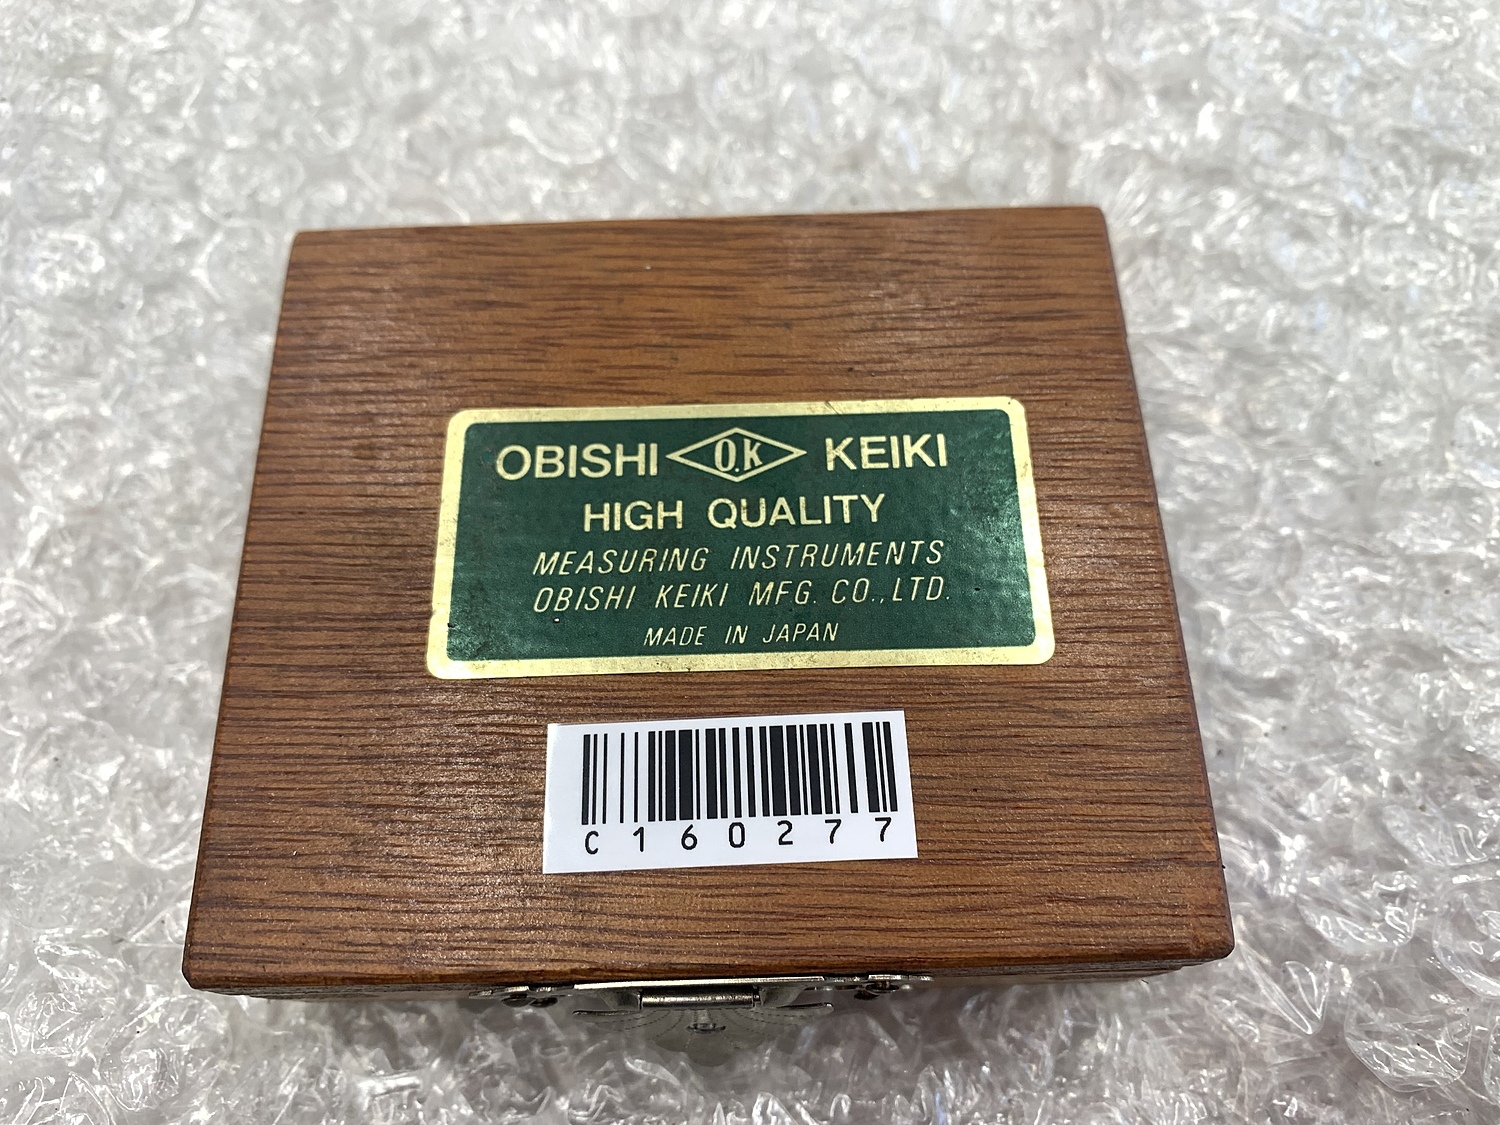 OBISHI O.K KEIKI
HIGH QUALITY
MEASURING INSTRUMENTS
OBISHI KEIKI MFG. CO.,LTD.
MADE IN JAPAN
C160277